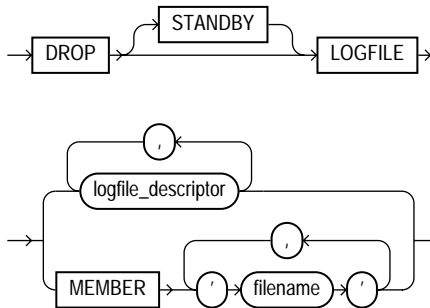 STANDBY
DROP LOGFILE
,
logfile_descriptor
,
MEMBER ' filename '